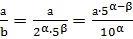 a/b = a/(2^α·5^β) = (a·5^(α−β))/10^α